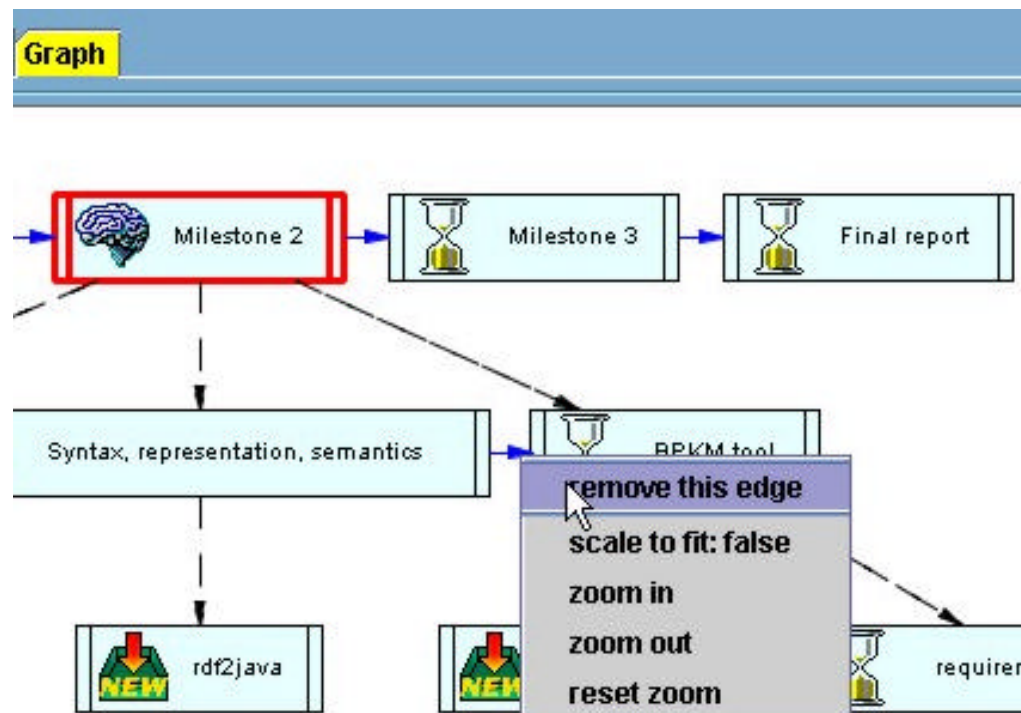 Graph
Milestone 2
Milestone 3
Final report
Syntax, representation, semantics
BPKM tool
remove this edge
scale to fit: false
zoom in
zoom out
reset zoom
NEW
rdf2java
NEW
requirem